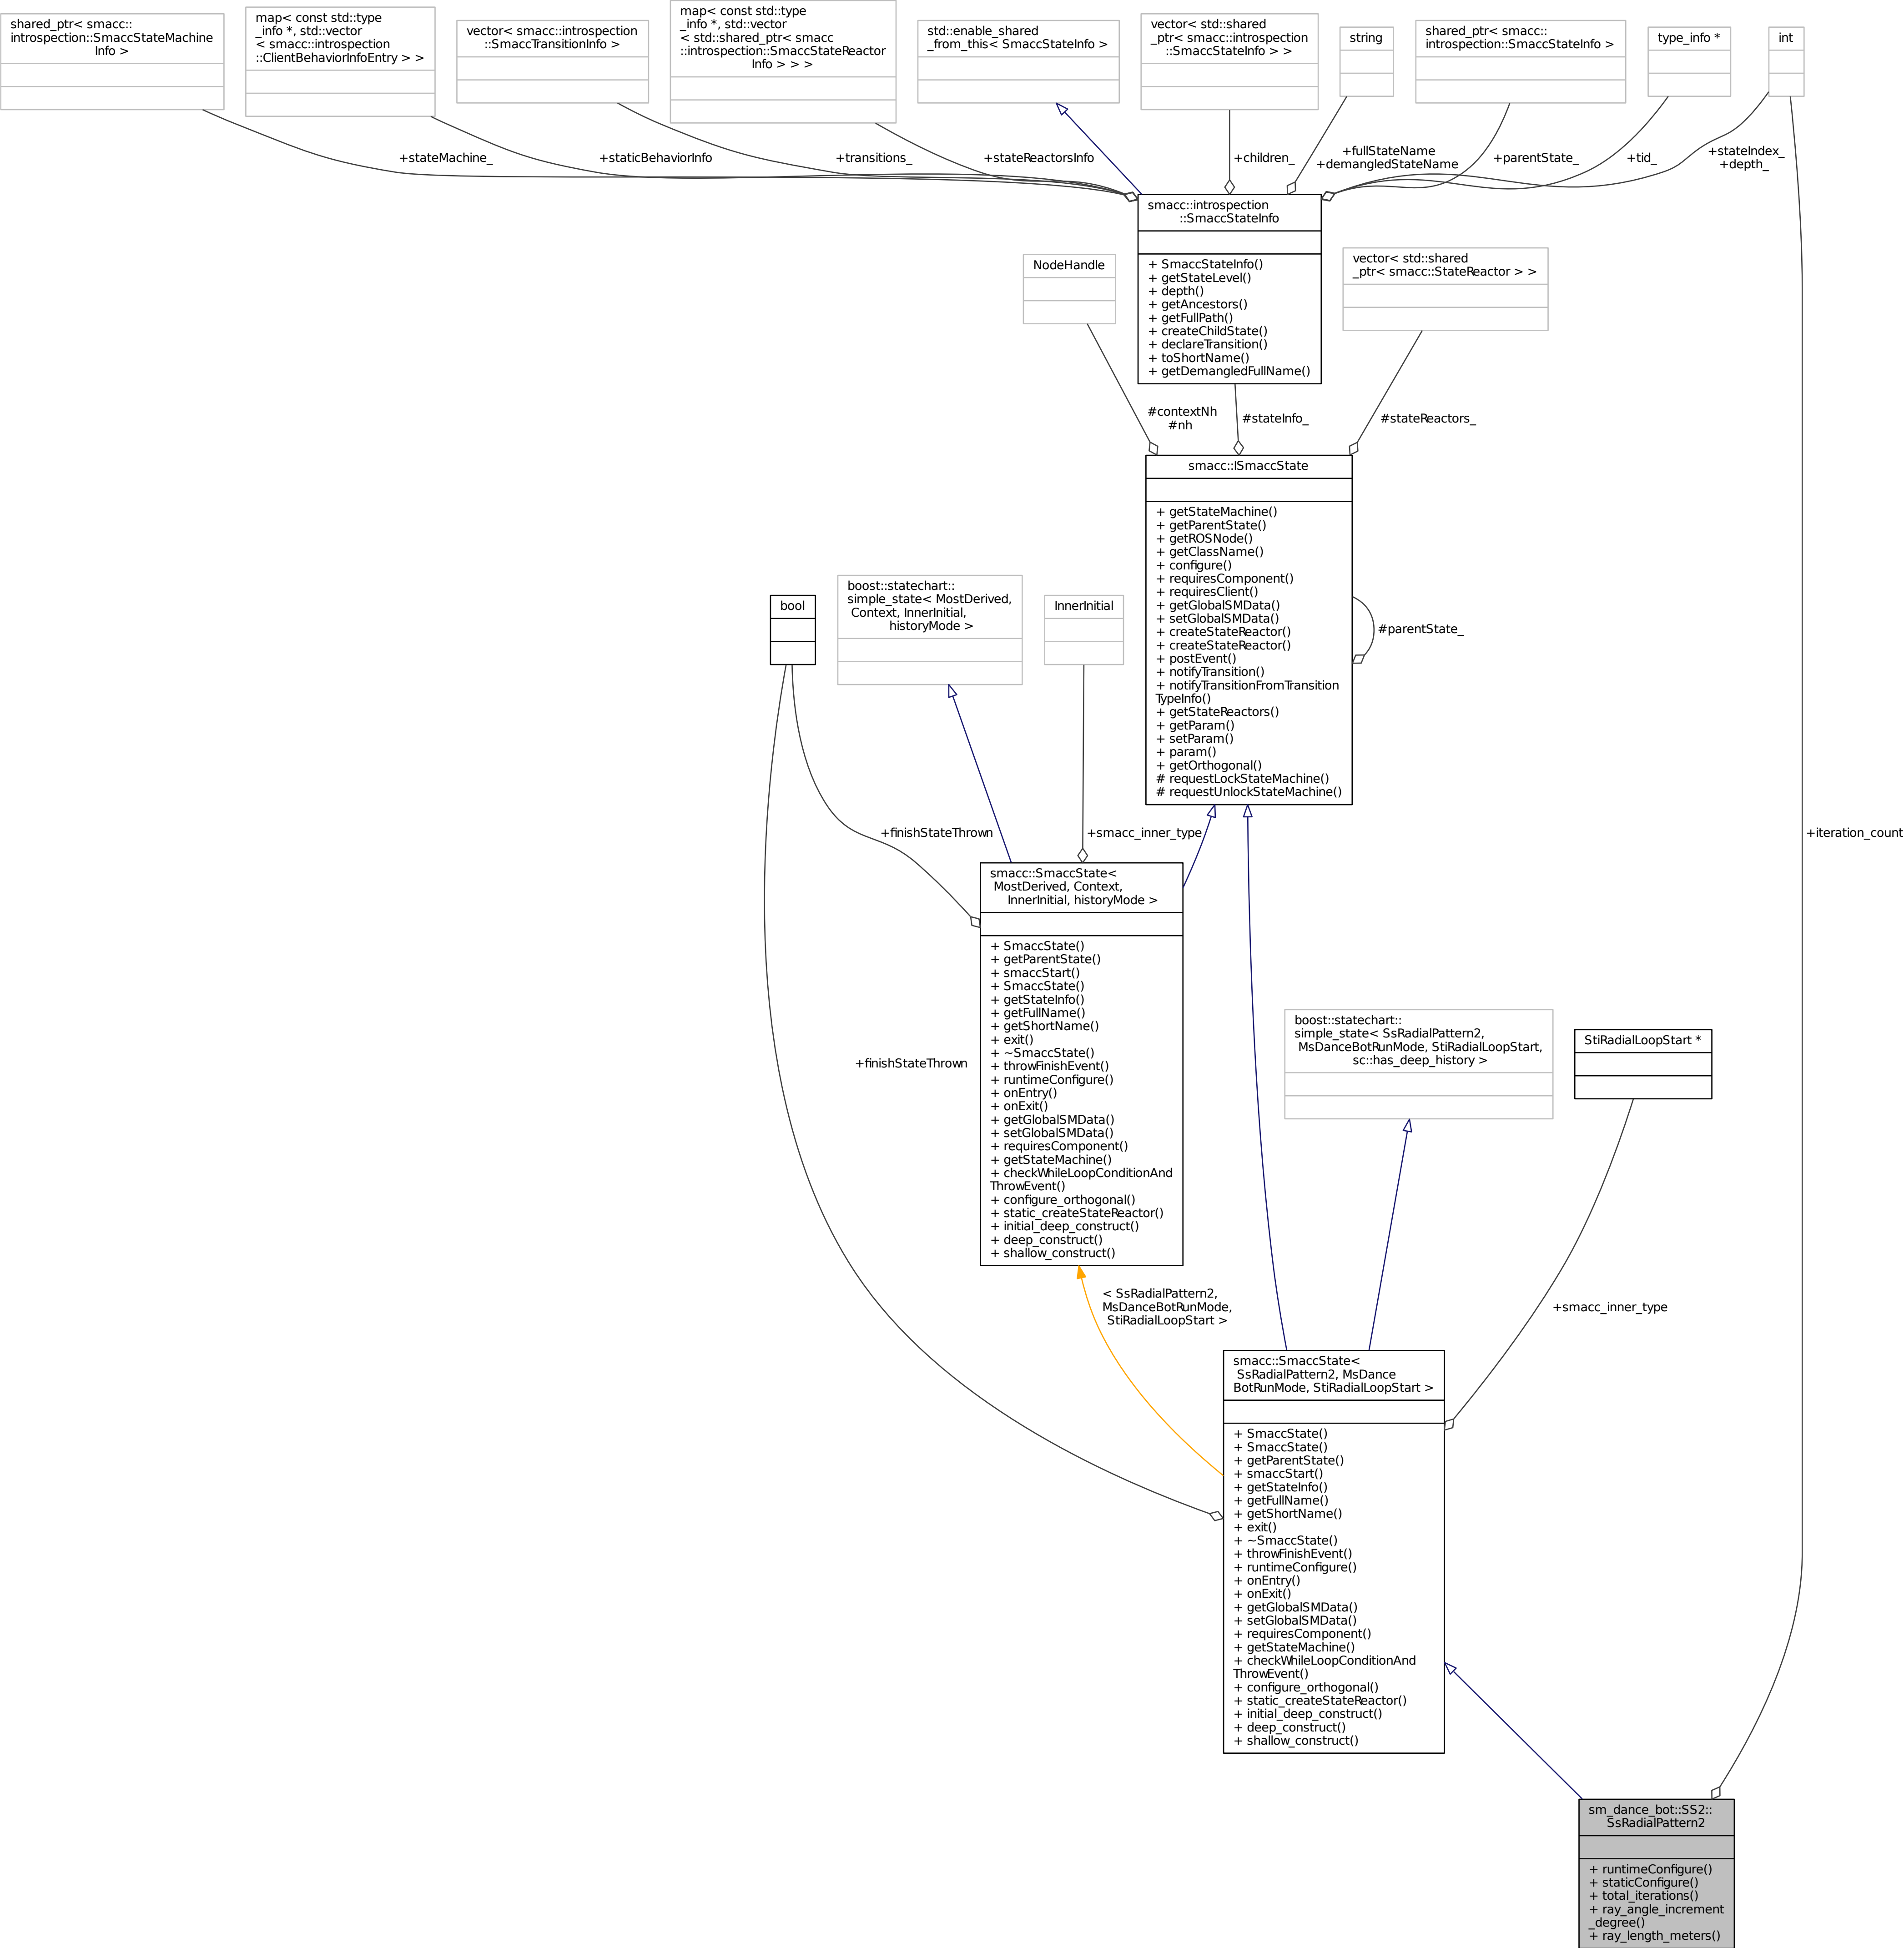 shared_ptr< smacc::
introspection::SmaccStateMachine
Info >
map< const std::type
_info *, std::vector
< smacc::introspection
::ClientBehaviorInfoEntry > >
vector< smacc::introspection
::SmaccTransitionInfo >
map< const std::type
_info *, std::vector
< std::shared_ptr< smacc
::introspection::SmaccStateReactor
Info > > >
std::enable_shared
_from_this< SmaccStateInfo >
vector< std::shared
_ptr< smacc::introspection
::SmaccStateInfo > >
string
shared_ptr< smacc::
introspection::SmaccStateInfo >
type_info *
int
+stateMachine_
+staticBehaviorInfo
+transitions_
+stateReactorsInfo
+children_
+fullStateName
+demangledStateName
+parentState_
+tid_
+stateIndex_
+depth_
smacc::introspection
::SmaccStateInfo
+ SmaccStateInfo()
+ getStateLevel()
+ depth()
+ getAncestors()
+ getFullPath()
+ createChildState()
+ declareTransition()
+ toShortName()
+ getDemangledFullName()
NodeHandle
vector< std::shared
_ptr< smacc::StateReactor > >
#contextNh
#nh
#stateInfo_
#stateReactors_
smacc::ISmaccState
+ getStateMachine()
+ getParentState()
+ getROSNode()
+ getClassName()
+ configure()
+ requiresComponent()
+ requiresClient()
+ getGlobalSMData()
+ setGlobalSMData()
+ createStateReactor()
+ createStateReactor()
+ postEvent()
+ notifyTransition()
+ notifyTransitionFromTransition
TypeInfo()
+ getStateReactors()
+ getParam()
+ setParam()
+ param()
+ getOrthogonal()
# requestLockStateMachine()
# requestUnlockStateMachine()
#parentState_
bool
boost::statechart::
simple_state< MostDerived,
Context, InnerInitial,
historyMode >
InnerInitial
+finishStateThrown
+smacc_inner_type
+iteration_count
smacc::SmaccState<
MostDerived, Context,
InnerInitial, historyMode >
+ SmaccState()
+ getParentState()
+ smaccStart()
+ SmaccState()
+ getStateInfo()
+ getFullName()
+ getShortName()
+ exit()
+ ~SmaccState()
+ throwFinishEvent()
+ runtimeConfigure()
+ onEntry()
+ onExit()
+ getGlobalSMData()
+ setGlobalSMData()
+ requiresComponent()
+ getStateMachine()
+ checkWhileLoopConditionAnd
ThrowEvent()
+ configure_orthogonal()
+ static_createStateReactor()
+ initial_deep_construct()
+ deep_construct()
+ shallow_construct()
+finishStateThrown
boost::statechart::
simple_state< SsRadialPattern2,
MsDanceBotRunMode, StiRadialLoopStart,
sc::has_deep_history >
StiRadialLoopStart *
< SsRadialPattern2,
MsDanceBotRunMode,
StiRadialLoopStart >
+smacc_inner_type
smacc::SmaccState<
SsRadialPattern2, MsDance
BotRunMode, StiRadialLoopStart >
+ SmaccState()
+ SmaccState()
+ getParentState()
+ smaccStart()
+ getStateInfo()
+ getFullName()
+ getShortName()
+ exit()
+ ~SmaccState()
+ throwFinishEvent()
+ runtimeConfigure()
+ onEntry()
+ onExit()
+ getGlobalSMData()
+ setGlobalSMData()
+ requiresComponent()
+ getStateMachine()
+ checkWhileLoopConditionAnd
ThrowEvent()
+ configure_orthogonal()
+ static_createStateReactor()
+ initial_deep_construct()
+ deep_construct()
+ shallow_construct()
sm_dance_bot::SS2::
SsRadialPattern2
+ runtimeConfigure()
+ staticConfigure()
+ total_iterations()
+ ray_angle_increment
_degree()
+ ray_length_meters()